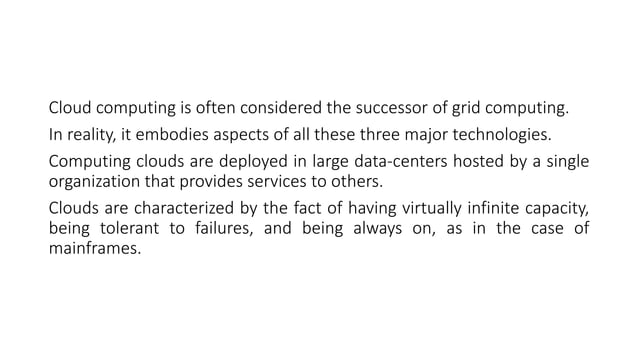 Cloud computing is often considered the successor of grid computing.
In reality, it embodies aspects of all these three major technologies.
Computing clouds are deployed in large data-centers hosted by a single
organization that provides services to others.
Clouds are characterized by the fact of having virtually infinite capacity,
being tolerant to failures, and being always on, as in the case of
mainframes.